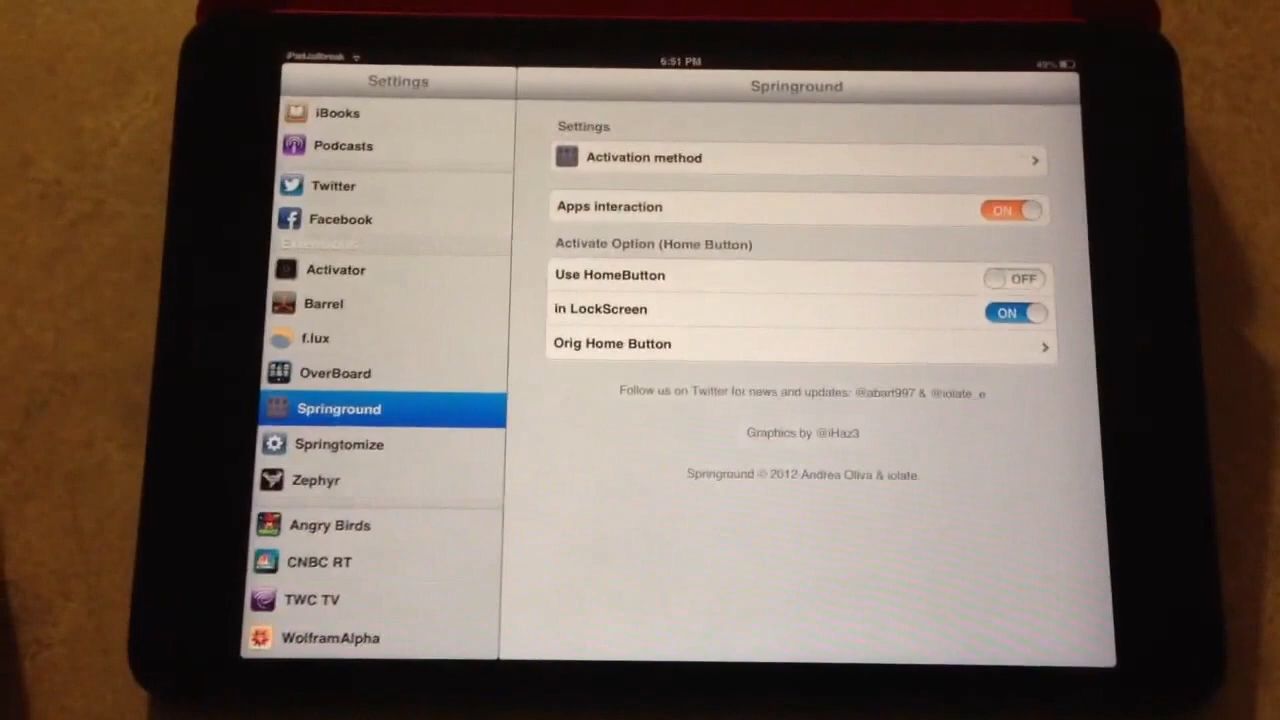 iPadJailbreak
6:51 PM
49%
Settings
Springround
iBooks
Podcasts
Twitter
Facebook
Extensions
Activator
Barrel
f.lux
OverBoard
Springround
Springtomize
Zephyr
Angry Birds
CNBC RT
TWC TV
WolframAlpha
Settings
Activation method
Apps interaction
ON
Activate Option (Home Button)
Use HomeButton
OFF
in LockScreen
ON
Orig Home Button
Follow us on Twitter for news and updates: @abart997 & @iolate_e
Graphics by @iHaz3
Springround © 2012 Andrea Oliva & iolate